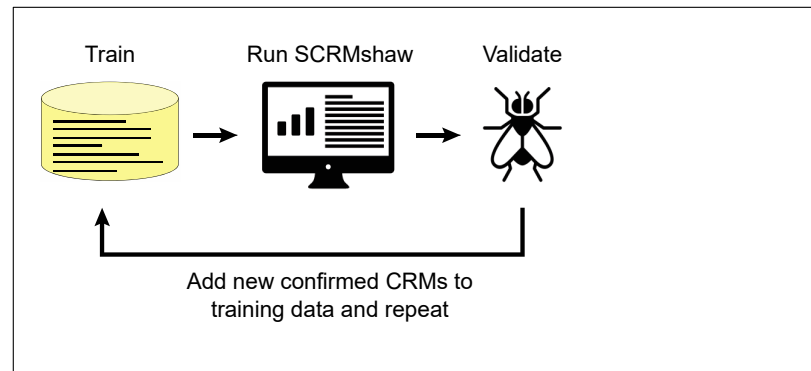 Train
Run SCRMshaw
Validate
Add new confirmed CRMs to
training data and repeat